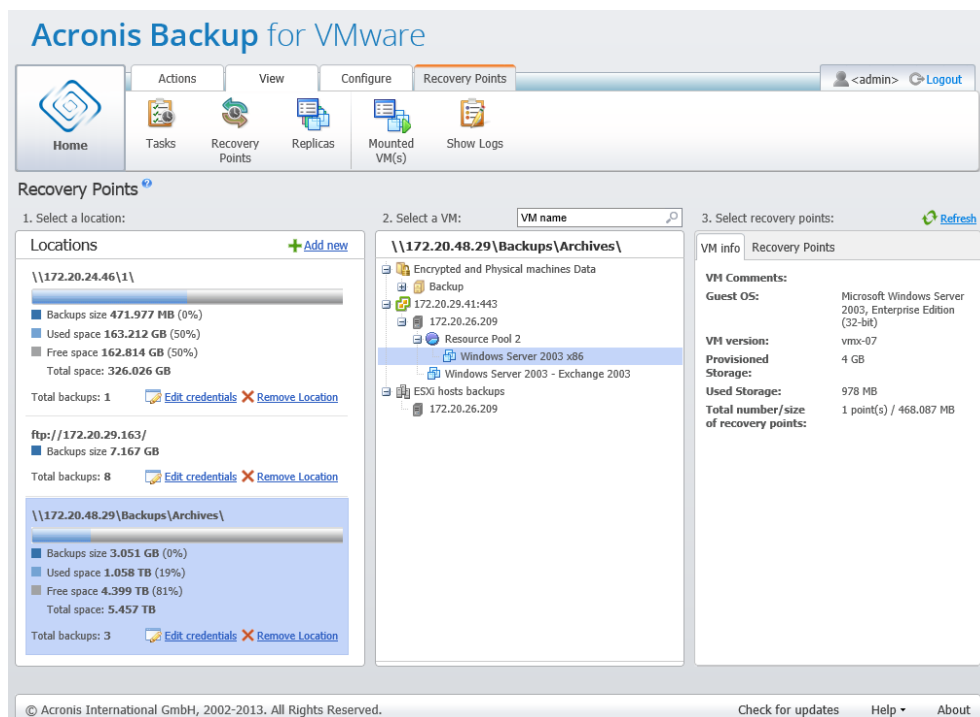 Acronis Backup for VMware
Actions
View
Configure
Recovery Points
<admin>
Logout
Home
Tasks
Recovery
Points
Replicas
Mounted
VM(s)
Show Logs
Recovery Points ?
1. Select a location:
Locations
Add new
\\172.20.24.46\1\
Backups size 471.977 MB (0%)
Used space 163.212 GB (50%)
Free space 162.814 GB (50%)
Total space: 326.026 GB
Total backups: 1 Edit credentials Remove Location
ftp://172.20.29.163/
Backups size 7.167 GB
Total backups: 8 Edit credentials Remove Location
\\172.20.48.29\Backups\Archives\
Backups size 3.051 GB (0%)
Used space 1.058 TB (19%)
Free space 4.399 TB (81%)
Total space: 5.457 TB
Total backups: 3 Edit credentials Remove Location
2. Select a VM:
VM name
\\172.20.48.29\Backups\Archives\
Encrypted and Physical machines Data
Backup
172.20.29.41:443
172.20.26.209
Resource Pool 2
Windows Server 2003 x86
Windows Server 2003 - Exchange 2003
ESXi hosts backups
172.20.26.209
3. Select recovery points:
Refresh
VM info
Recovery Points
VM Comments:
Guest OS: Microsoft Windows Server
2003, Enterprise Edition
(32-bit)
VM version: vmx-07
Provisioned 4 GB
Storage:
Used Storage: 978 MB
Total number/size 1 point(s) / 468.087 MB
of recovery points:
© Acronis International GmbH, 2002-2013. All Rights Reserved.
Check for updates
Help
About